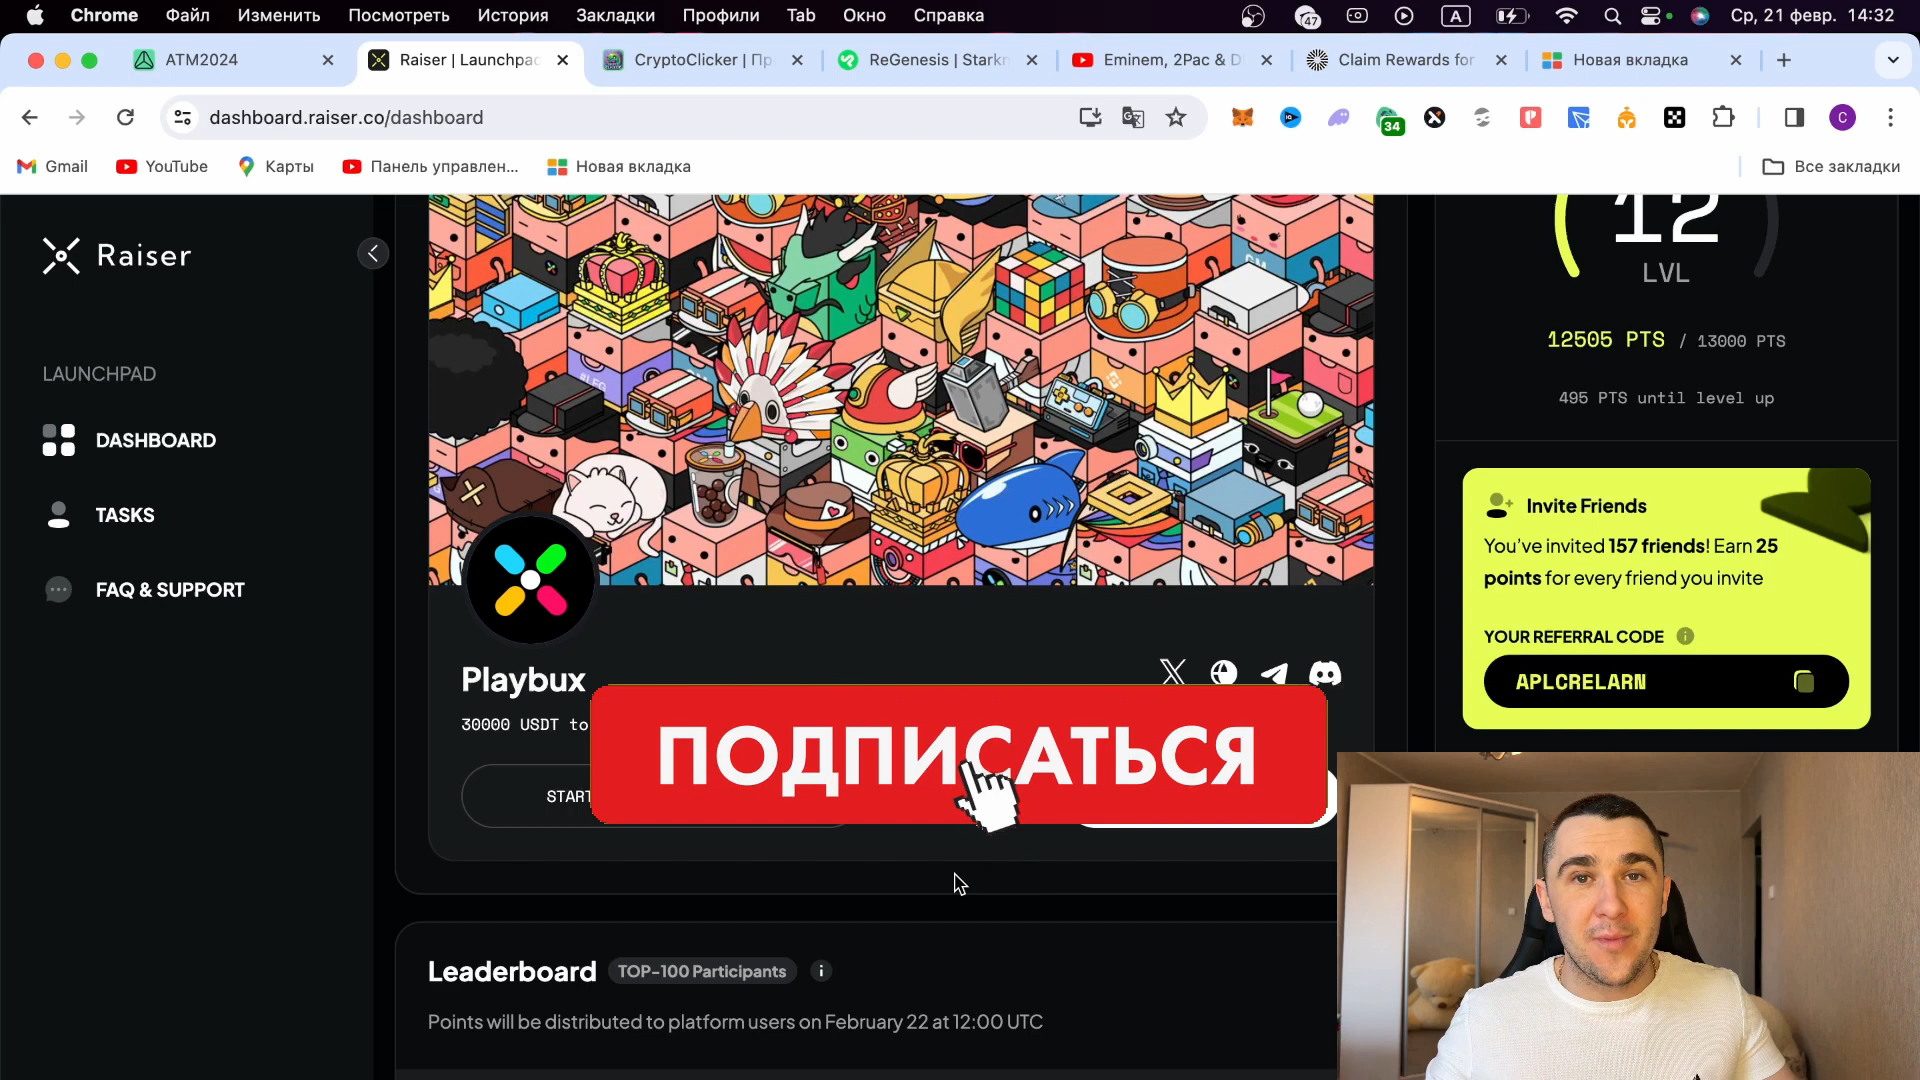 Chrome Файл Изменить Посмотреть История Закладки Профили Tab Окно Справка 47 A Ср, 21 февр. 14:32
ATM2024 Raiser | Launchpad CryptoClicker | Пр ReGenesis | Starkn Eminem, 2Pac & D Claim Rewards for Новая вкладка
dashboard.raiser.co/dashboard 34 C
Gmail YouTube Карты Панель управлен... Новая вкладка Все закладки
Raiser
LAUNCHPAD
DASHBOARD
TASKS
FAQ & SUPPORT
GM
Playbux
30000 USDT to
START
ПОДПИСАТЬСЯ
Leaderboard TOP-100 Participants
Points will be distributed to platform users on February 22 at 12:00 UTC
12
LVL
12505 PTS / 13000 PTS
495 PTS until level up
Invite Friends
You've invited 157 friends! Earn 25
points for every friend you invite
YOUR REFERRAL CODE
APLCRELARN